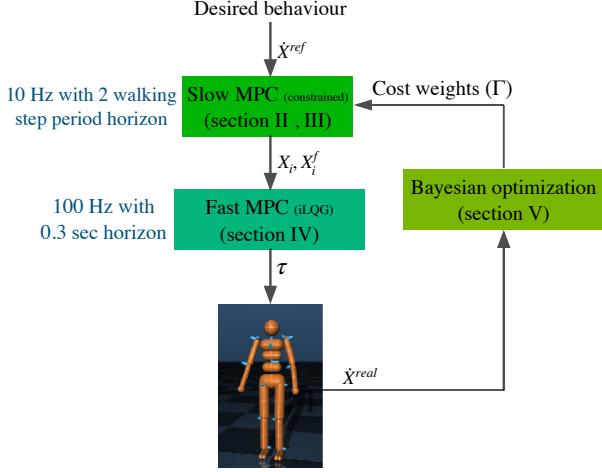 Desired behaviour
Ẋ^{ref}
10 Hz with 2 walking
step period horizon
Slow MPC (constrained)
(section II , III)
Cost weights (Γ)
X_i, X_i^f
100 Hz with
0.3 sec horizon
Fast MPC (iLQG)
(section IV)
Bayesian optimization
(section V)
τ
Ẋ^{real}